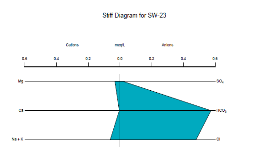 Stiff Diagram for SW-23
Cations meq/L Anions
0.6 0.4 0.2 0.0 0.2 0.4 0.6
Mg SO₄
Ca HCO₃
Na + K Cl